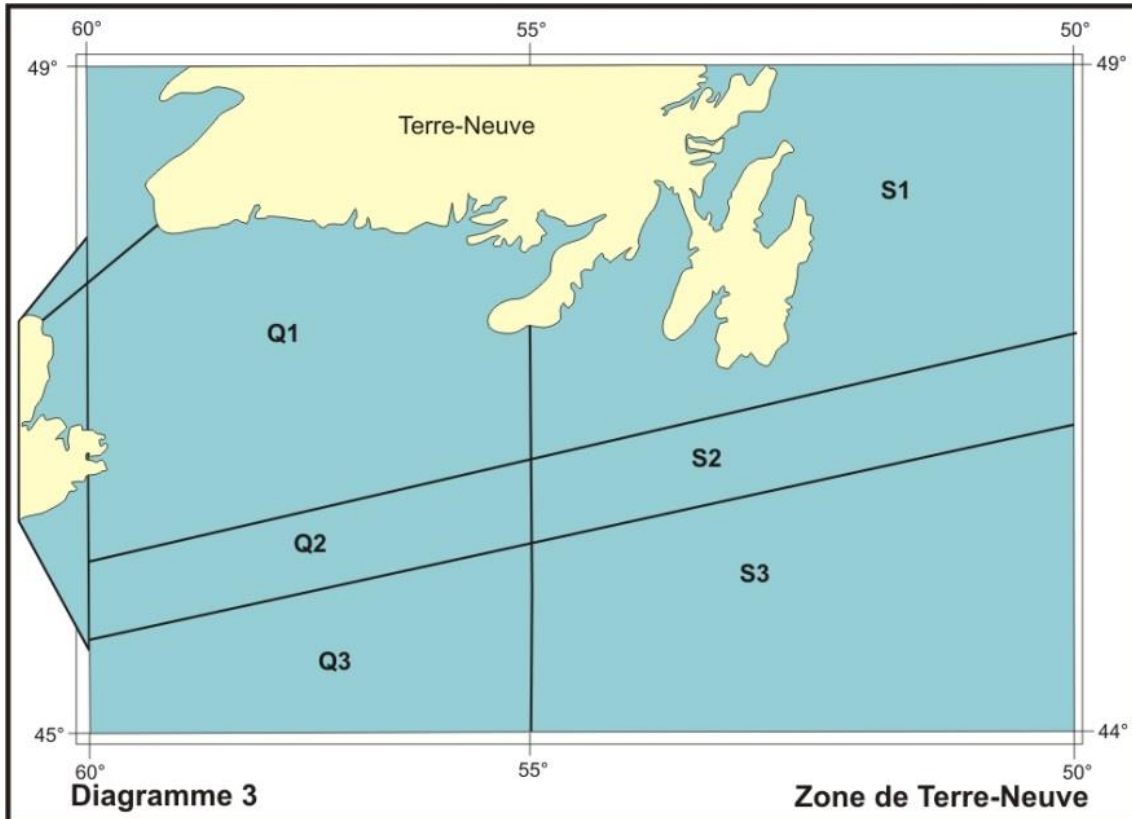 60° 55° 50°
49° 49°
Terre-Neuve
S1
Q1
S2
Q2
S3
Q3
45° 44°
60° 55° 50°
Diagramme 3 Zone de Terre-Neuve